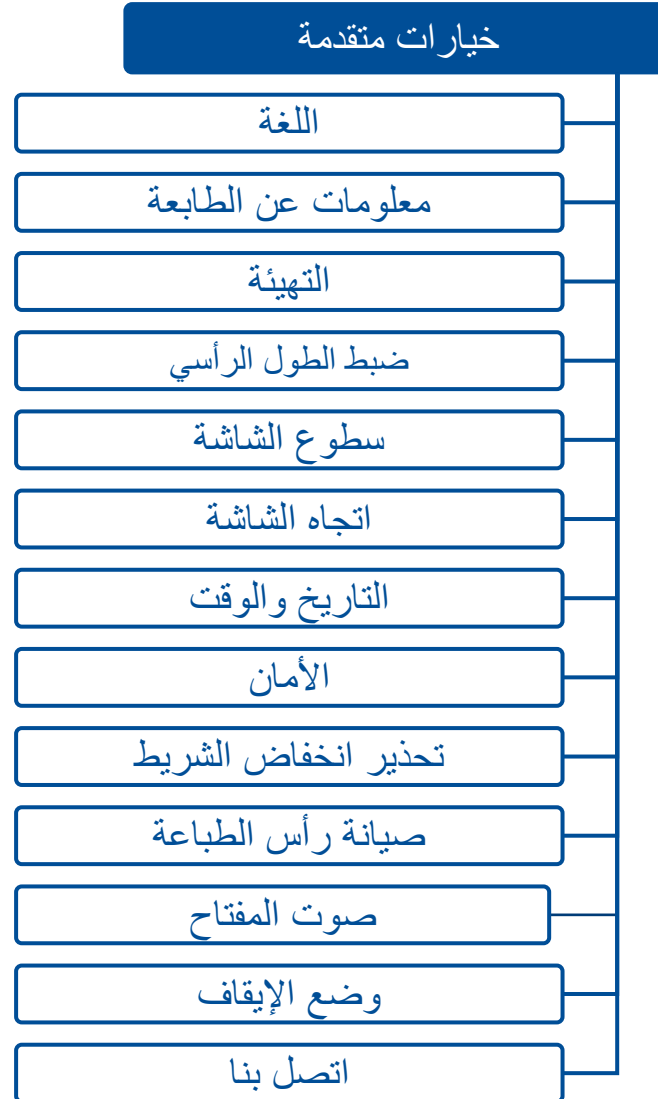 خيارات متقدمة
اللغة
معلومات عن الطابعة
التهيئة
ضبط الطول الرأسي
سطوع الشاشة
اتجاه الشاشة
التاريخ والوقت
الأمان
تحذير انخفاض الشريط
صيانة رأس الطباعة
صوت المفتاح
وضع الإيقاف
اتصل بنا